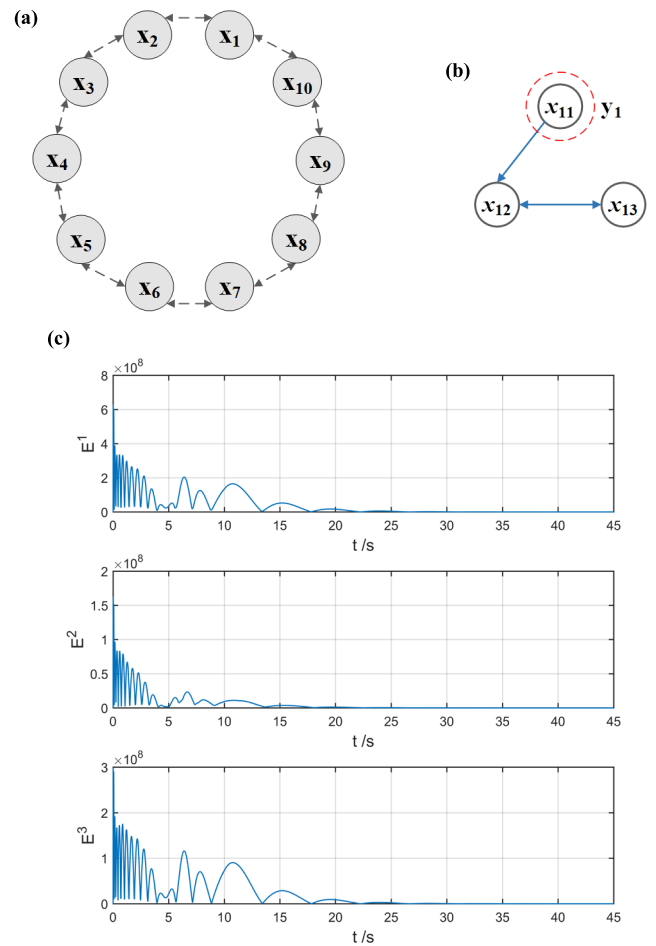 (a)
x2
x1
x3
x10
x4
x9
x5
x8
x6
x7
(b)
x11
y1
x12
x13
(c)
×10^8
8
6
4
2
0
E^1
0 5 10 15 20 25 30 35 40 45
t /s
×10^8
2
1.5
1
0.5
0
E^2
0 5 10 15 20 25 30 35 40 45
t /s
×10^8
3
2
1
0
E^3
0 5 10 15 20 25 30 35 40 45
t /s